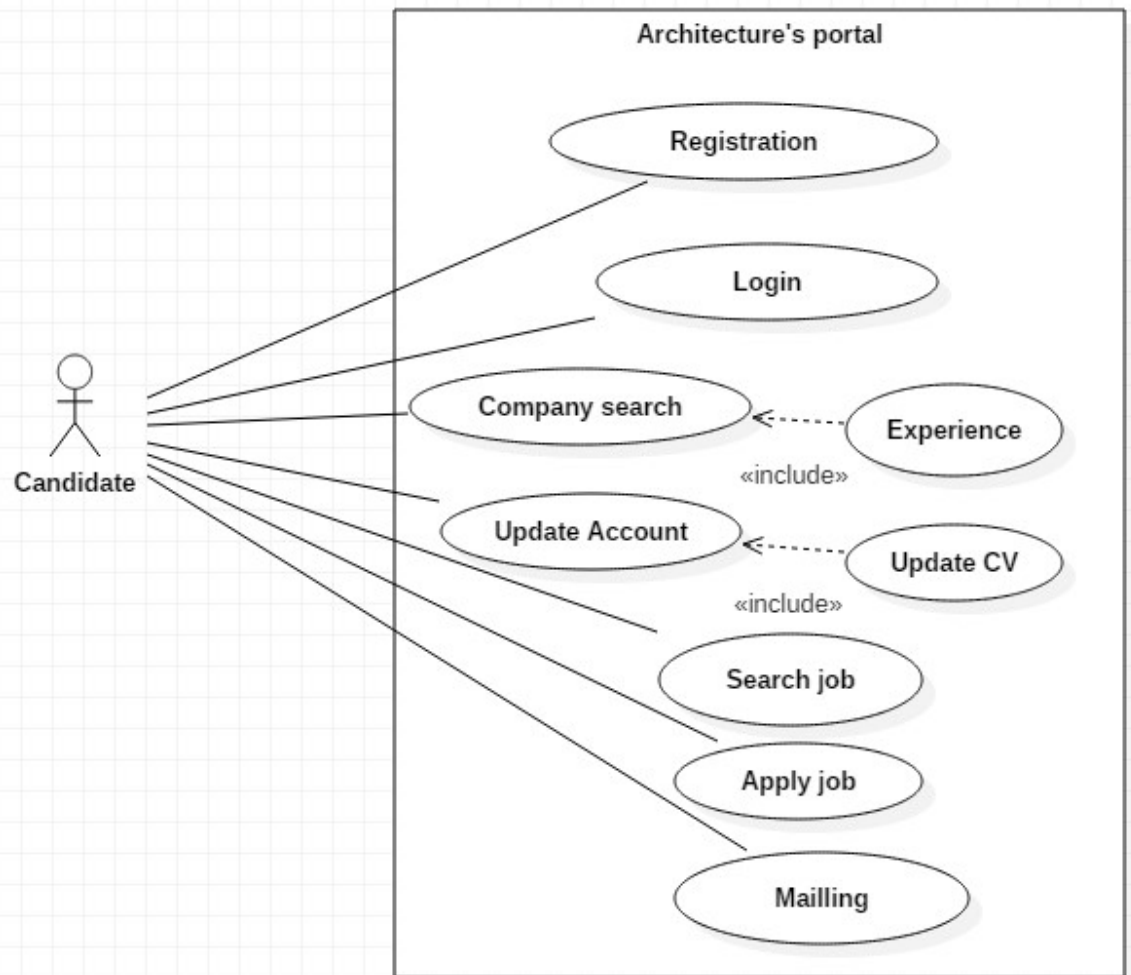 Architecture's portal
Registration
Login
Company search
Experience
«include»
Candidate
Update Account
Update CV
«include»
Search job
Apply job
Mailling